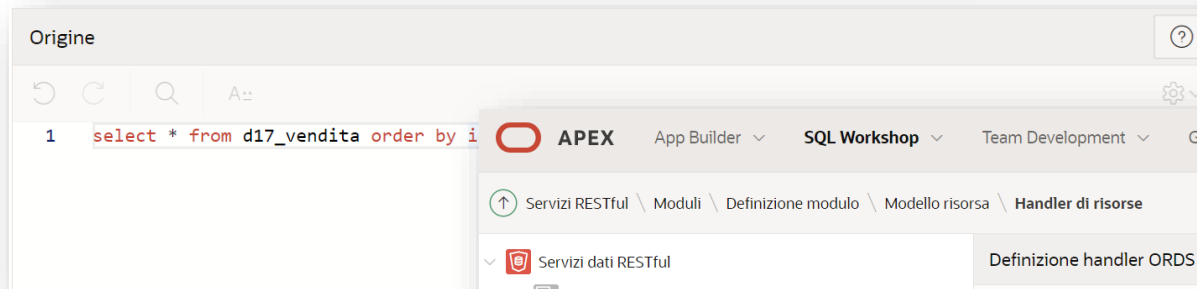 Origine
A
1 select * from d17_vendita order by
APEX App Builder SQL Workshop Team Development
Servizi RESTful \ Moduli \ Definizione modulo \ Modello risorsa \ Handler di risorse
Servizi dati RESTful
Definizione handler ORDS